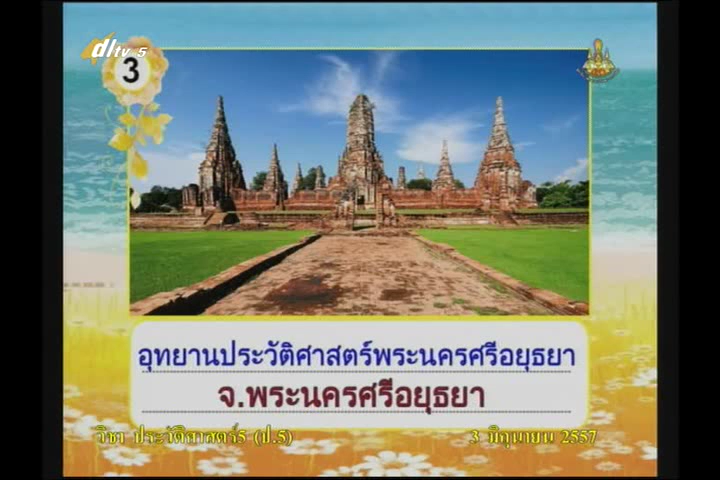 dltv 5
3
อุทยานประวัติศาสตร์พระนครศรีอยุธยา
จ.พระนครศรีอยุธยา
วิชา ประวัติศาสตร์5 (ป.5)
3 มิถุนายน 2557